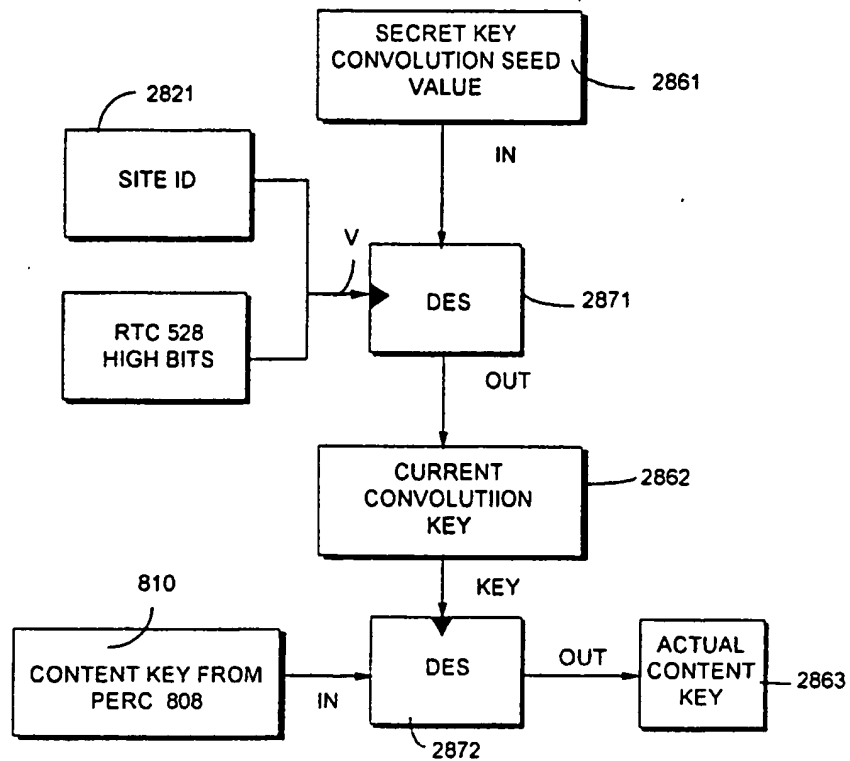 SECRET KEY
CONVOLUTION SEED
VALUE
2861
2821
IN
SITE ID
V
DES
2871
RTC 528
HIGH BITS
OUT
CURRENT
CONVOLUTIION
KEY
2862
810
KEY
CONTENT KEY FROM
PERC 808
IN
DES
OUT
ACTUAL
CONTENT
KEY
2863
2872